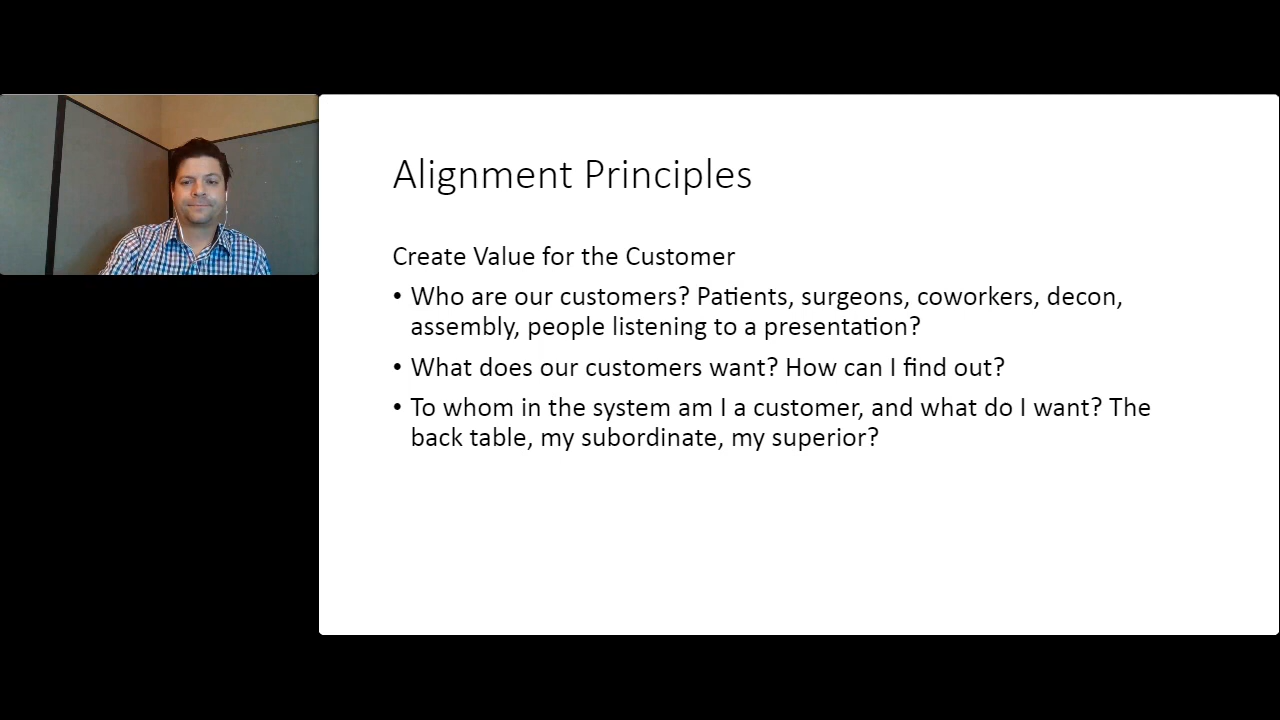 Alignment Principles
Create Value for the Customer
• Who are our customers? Patients, surgeons, coworkers, decon,
assembly, people listening to a presentation?
• What does our customers want? How can I find out?
• To whom in the system am I a customer, and what do I want? The
back table, my subordinate, my superior?